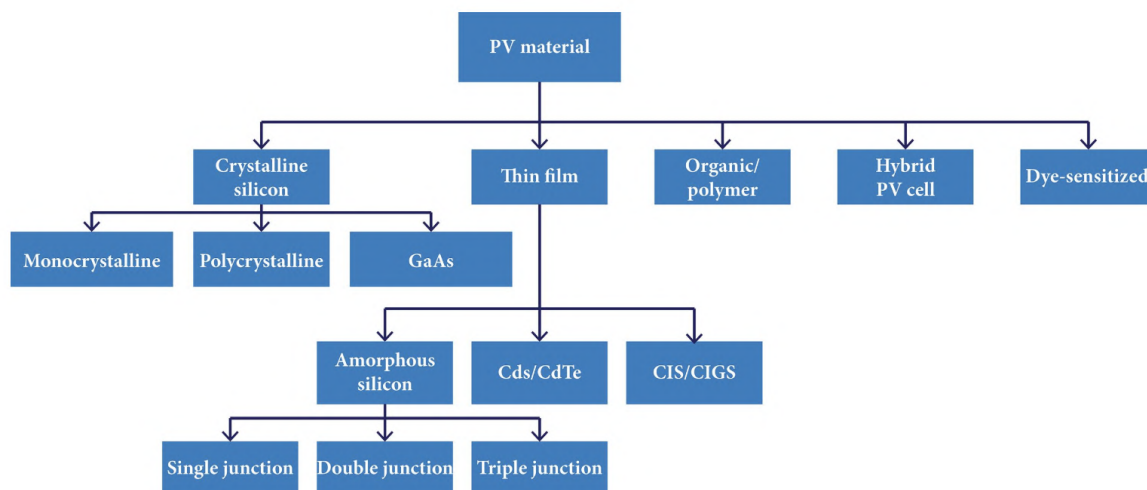 PV material
Crystalline
silicon
Thin film
Organic/
polymer
Hybrid
PV cell
Dye-sensitized
Monocrystalline
Polycrystalline
GaAs
Amorphous
silicon
Cds/CdTe
CIS/CIGS
Single junction
Double junction
Triple junction